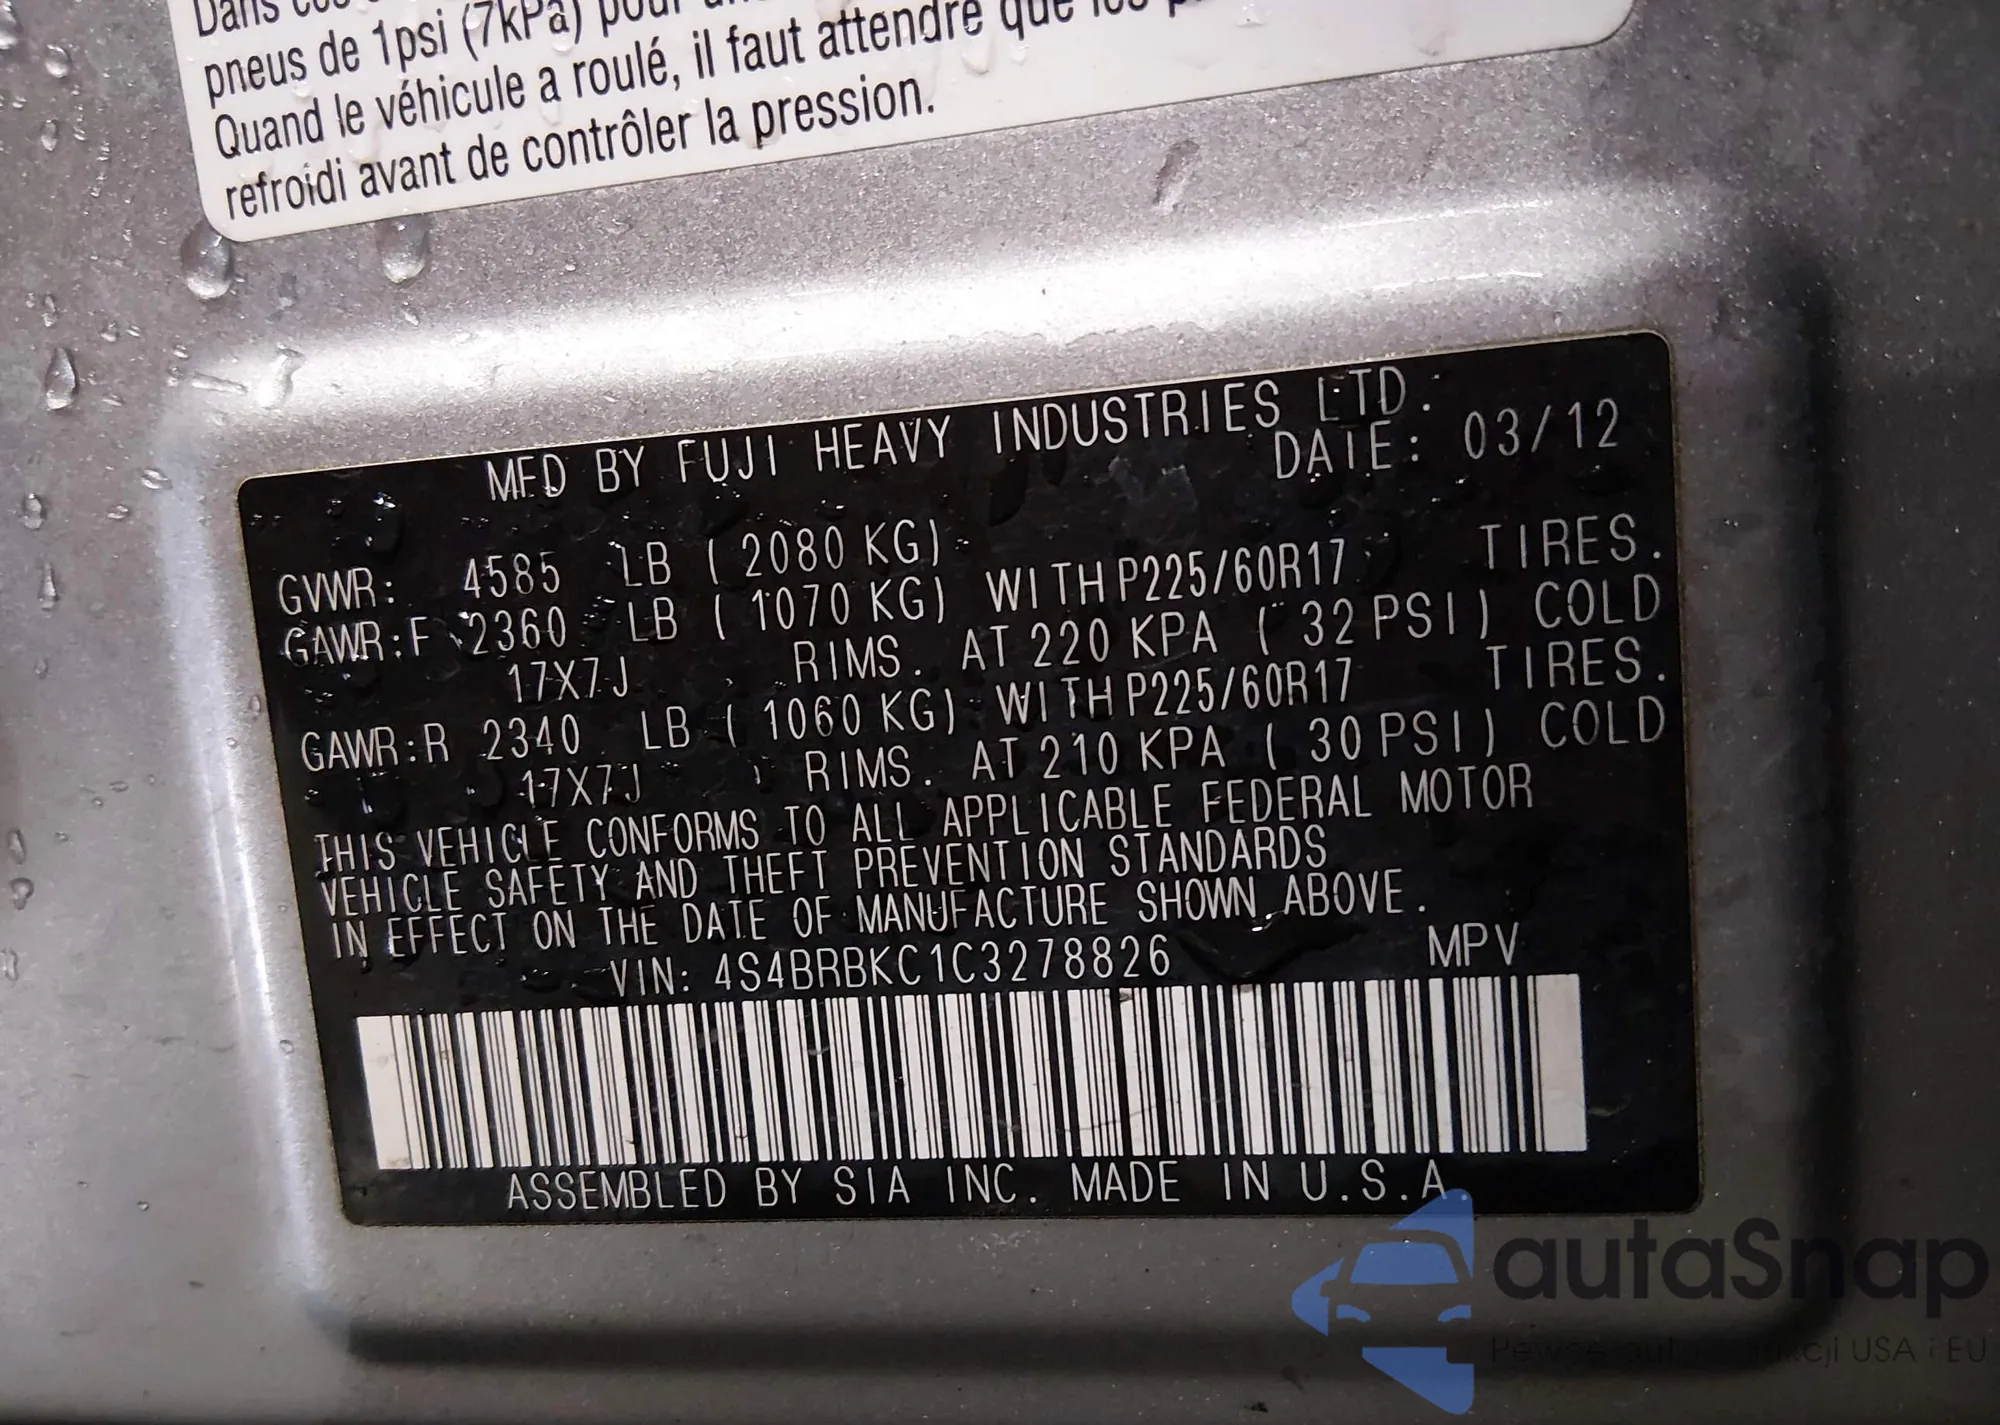 pneus de 1psi (7kPa) pour
Quand le véhicule a roulé, il faut attendre que les
refroidi avant de contrôler la pression.
MFD BY FUJI HEAVY INDUSTRIES LTD.
DATE: 03/12
GVWR: 4585 LB ( 2080 KG)
GAWR:F 2360 LB ( 1070 KG) WITH P225/60R17 TIRES.
17X7J RIMS. AT 220 KPA ( 32 PSI) COLD
GAWR:R 2340 LB ( 1060 KG) WITH P225/60R17 TIRES.
17X7J RIMS. AT 210 KPA ( 30 PSI) COLD
THIS VEHICLE CONFORMS TO ALL APPLICABLE FEDERAL MOTOR
VEHICLE SAFETY AND THEFT PREVENTION STANDARDS
IN EFFECT ON THE DATE OF MANUFACTURE SHOWN ABOVE.
VIN: 4S4BRBKC1C3278826 MPV
ASSEMBLED BY SIA INC. MADE IN U.S.A.
autaSnap
USA i EU